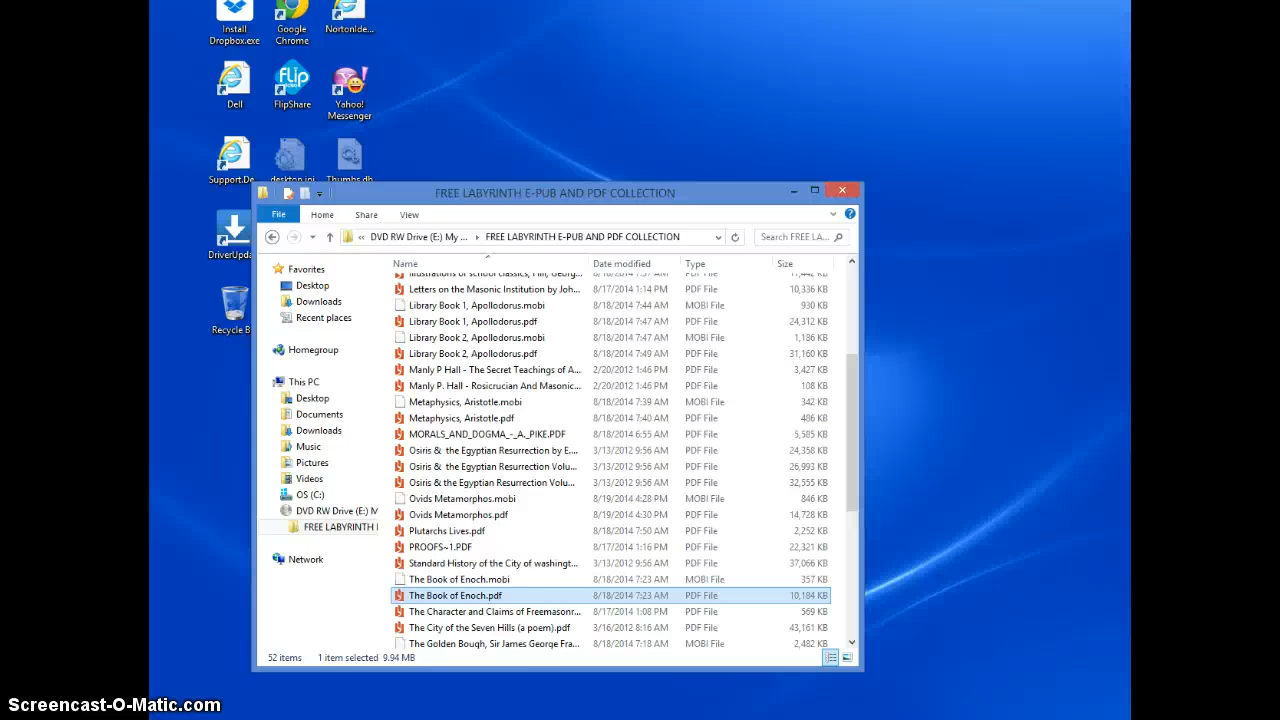 Install Dropbox.exe
Google Chrome
NortonIde...
Dell
FlipShare
Yahoo! Messenger
Support.De
desktop.ini
Thumbs.db
DriverUpda
Recycle B
FREE LABYRINTH E-PUB AND PDF COLLECTION
File Home Share View
« DVD RW Drive (E:) My ... FREE LABYRINTH E-PUB AND PDF COLLECTION Search FREE LA...
Favorites
Desktop
Downloads
Recent places
Homegroup
This PC
Desktop
Documents
Downloads
Music
Pictures
Videos
OS (C:)
DVD RW Drive (E:) M
FREE LABYRINTH
Network
Name Date modified Type Size
Illustrations of school classics, Hill, Georg... 8/18/2014 7:37 AM PDF File 17,442 KB
Letters on the Masonic Institution by Joh... 8/17/2014 1:14 PM PDF File 10,336 KB
Library Book 1, Apollodorus.mobi 8/18/2014 7:44 AM MOBI File 930 KB
Library Book 1, Apollodorus.pdf 8/18/2014 7:47 AM PDF File 24,312 KB
Library Book 2, Apollodorus.mobi 8/18/2014 7:47 AM MOBI File 1,186 KB
Library Book 2, Apollodorus.pdf 8/18/2014 7:49 AM PDF File 31,160 KB
Manly P Hall - The Secret Teachings of A... 2/20/2012 1:46 PM PDF File 3,427 KB
Manly P. Hall - Rosicrucian And Masonic... 2/20/2012 1:46 PM PDF File 108 KB
Metaphysics, Aristotle.mobi 8/18/2014 7:39 AM MOBI File 342 KB
Metaphysics, Aristotle.pdf 8/18/2014 7:40 AM PDF File 486 KB
MORALS_AND_DOGMA_-_A._PIKE.PDF 8/18/2014 6:55 AM PDF File 5,585 KB
Osiris & the Egyptian Resurrection by E.... 3/13/2012 9:56 AM PDF File 24,358 KB
Osiris & the Egyptian Resurrection Volu... 3/13/2012 9:56 AM PDF File 26,993 KB
Osiris & the Egyptian Resurrection Volu... 3/13/2012 9:56 AM PDF File 32,555 KB
Ovids Metamorphos.mobi 8/19/2014 4:28 PM MOBI File 846 KB
Ovids Metamorphos.pdf 8/19/2014 4:30 PM PDF File 14,728 KB
Plutarchs Lives.pdf 8/18/2014 7:50 AM PDF File 2,252 KB
PROOFS~1.PDF 8/17/2014 1:16 PM PDF File 22,321 KB
Standard History of the City of washingt... 3/13/2012 9:56 AM PDF File 37,066 KB
The Book of Enoch.mobi 8/18/2014 7:23 AM MOBI File 357 KB
The Book of Enoch.pdf 8/18/2014 7:23 AM PDF File 10,184 KB
The Character and Claims of Freemasonr... 8/17/2014 1:08 PM PDF File 569 KB
The City of the Seven Hills (a poem).pdf 3/16/2012 8:16 AM PDF File 43,161 KB
The Golden Bough, Sir James George Fra... 8/18/2014 7:18 AM MOBI File 2,482 KB
52 items 1 item selected 9.94 MB
Screencast-O-Matic.com